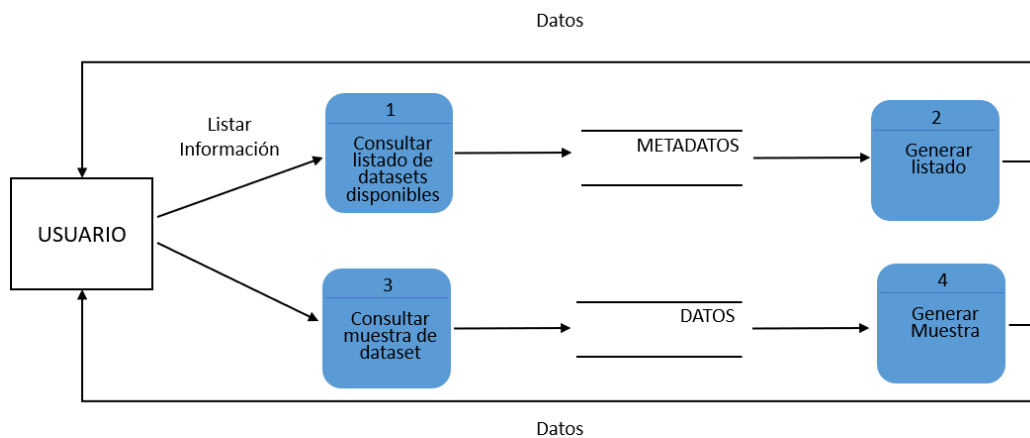 Datos
Listar
Información
1
Consultar
listado de
datasets
disponibles
METADATOS
2
Generar
listado
USUARIO
3
Consultar
muestra de
dataset
DATOS
4
Generar
Muestra
Datos